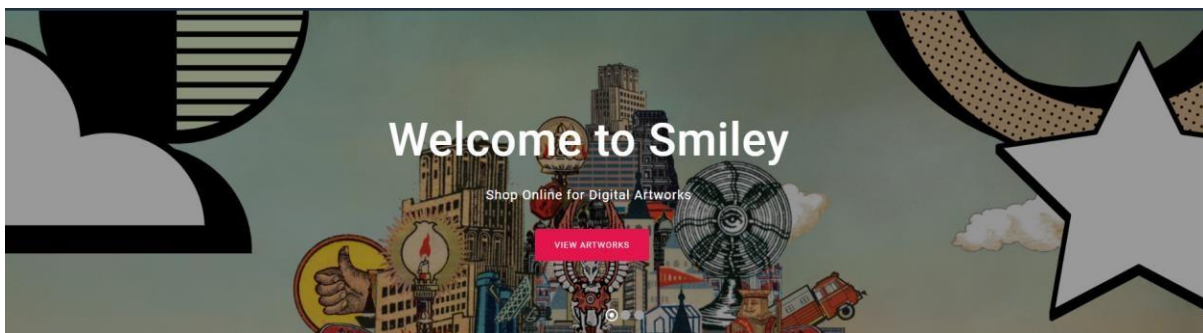 Welcome to Smiley
Shop Online for Digital Artworks
VIEW ARTWORKS